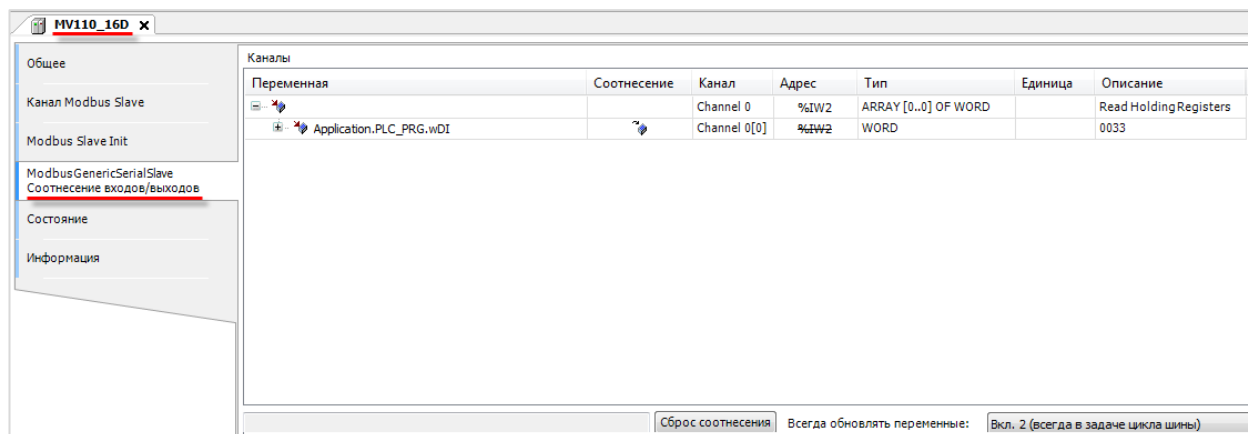 MV110_16D X
Общее
Канал Modbus Slave
Modbus Slave Init
ModbusGenericSerialSlave
Соотнесение входов/выходов
Состояние
Информация
Каналы
Переменная Соотнесение Канал Адрес Тип Единица Описание
Channel 0 %IW2 ARRAY [0..0] OF WORD Read Holding Registers
Application.PLC_PRG.wDI Channel 0[0] %IW2 WORD 0033
Сброс соотнесения Всегда обновлять переменные: Вкл. 2 (всегда в задаче цикла шины)